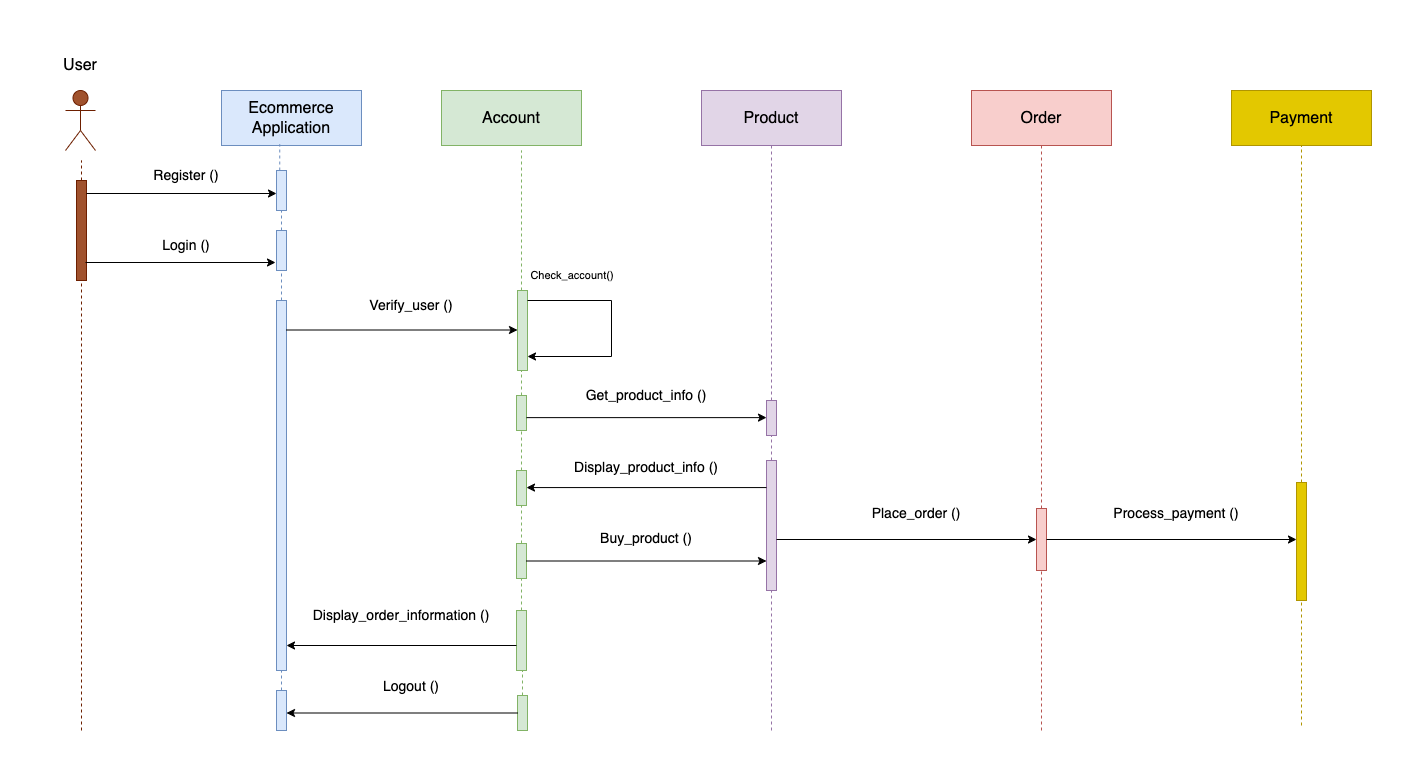 User
Ecommerce
Application
Account
Product
Order
Payment
Register ()
Login ()
Check_account()
Verify_user ()
Get_product_info ()
Display_product_info ()
Place_order ()
Process_payment ()
Buy_product ()
Display_order_information ()
Logout ()